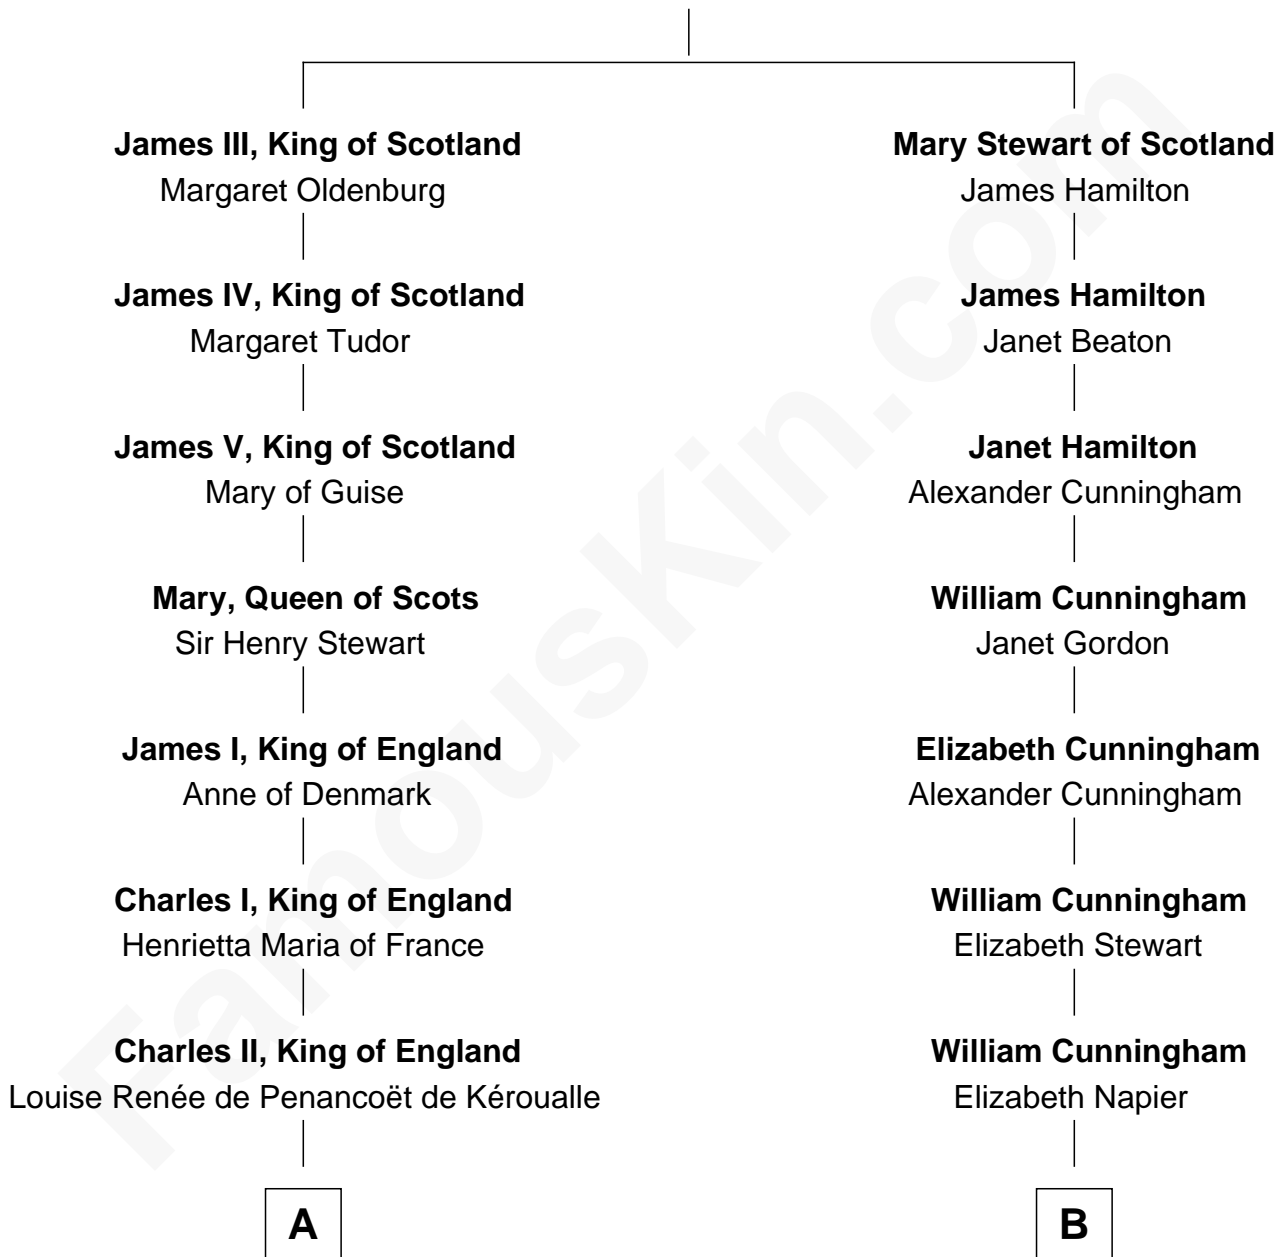 James III, King of Scotland
Margaret Oldenburg
James IV, King of Scotland
Margaret Tudor
James V, King of Scotland
Mary of Guise
Mary, Queen of Scots
Sir Henry Stewart
James I, King of England
Anne of Denmark
Charles I, King of England
Henrietta Maria of France
Charles II, King of England
Louise Renée de Penancoët de Kéroualle
A
Mary Stewart of Scotland
James Hamilton
James Hamilton
Janet Beaton
Janet Hamilton
Alexander Cunningham
William Cunningham
Janet Gordon
Elizabeth Cunningham
Alexander Cunningham
William Cunningham
Elizabeth Stewart
William Cunningham
Elizabeth Napier
B
FamousKin.com